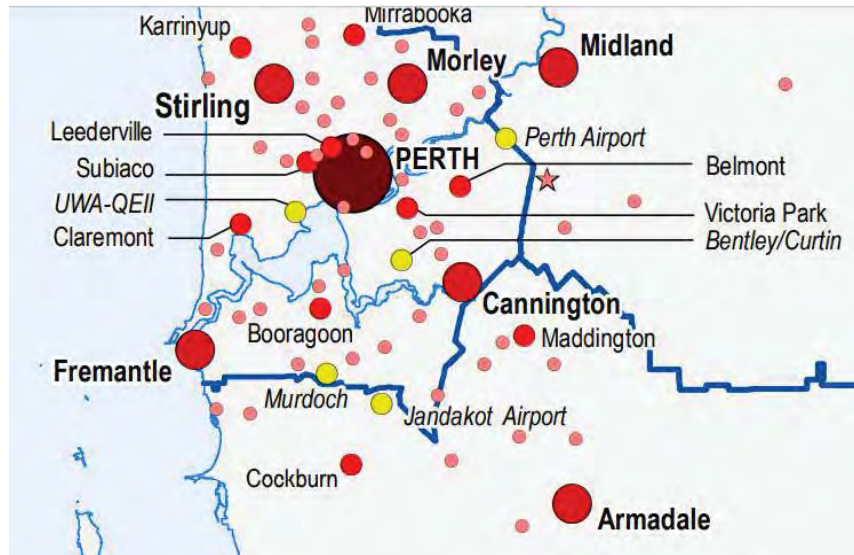 Mirrabooka
Karrinyup
Morley
Midland
Stirling
Leederville
Perth Airport
PERTH
Subiaco
Belmont
UWA-QEII
Victoria Park
Claremont
Bentley/Curtin
Cannington
Booragoon
Maddington
Fremantle
Murdoch
Jandakot Airport
Cockburn
Armadale